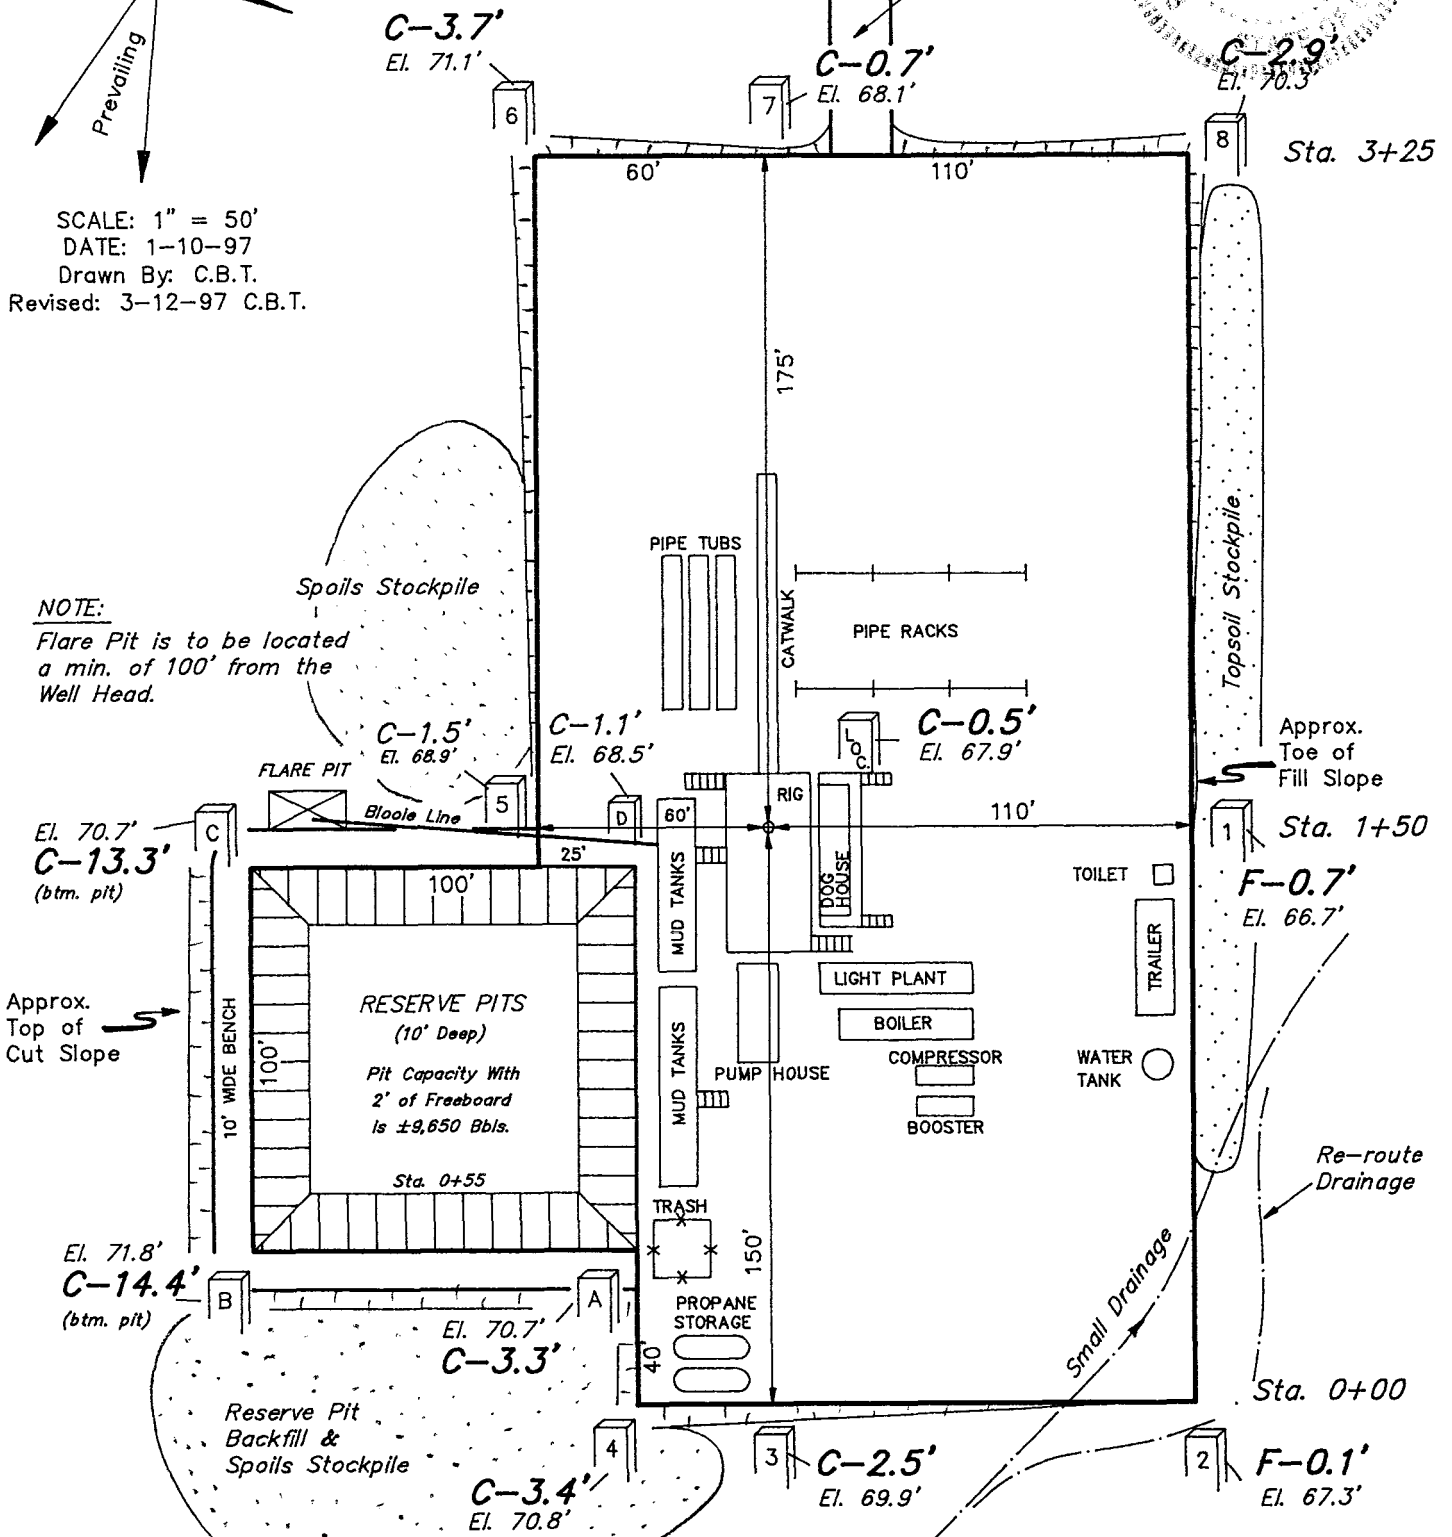 C-3.7'
El. 71.1'
C-0.7'
El. 68.1'
C-2.9'
El. 70.3'
Prevailing
6
7
8
Sta. 3+25
60'
110'
SCALE: 1" = 50'
DATE: 1-10-97
Drawn By: C.B.T.
Revised: 3-12-97 C.B.T.
175'
Topsoil Stockpile
PIPE TUBS
CATWALK
PIPE RACKS
Spoils Stockpile
NOTE:
Flare Pit is to be located
a min. of 100' from the
Well Head.
C-1.5'
El. 68.9'
C-1.1'
El. 68.5'
LOC.
C-0.5'
El. 67.9'
Approx.
Toe of
Fill Slope
FLARE PIT
Blooie Line
5
D
RIG
60'
110'
1
Sta. 1+50
El. 70.7'
C-13.3'
(btm. pit)
C
25'
100'
MUD TANKS
DOG HOUSE
TOILET
F-0.7'
El. 66.7'
TRAILER
LIGHT PLANT
BOILER
COMPRESSOR
BOOSTER
PUMP HOUSE
WATER
TANK
Approx.
Top of
Cut Slope
10' WIDE BENCH
100'
RESERVE PITS
(10' Deep)
Pit Capacity With
2' of Freeboard
is ±9,650 Bbls.
Sta. 0+55
MUD TANKS
Re-route
Drainage
Small Drainage
TRASH
150'
PROPANE
STORAGE
40'
El. 71.8'
C-14.4'
(btm. pit)
B
A
El. 70.7'
C-3.3'
Sta. 0+00
Reserve Pit
Backfill &
Spoils Stockpile
4
C-3.4'
El. 70.8'
3
C-2.5'
El. 69.9'
2
F-0.1'
El. 67.3'